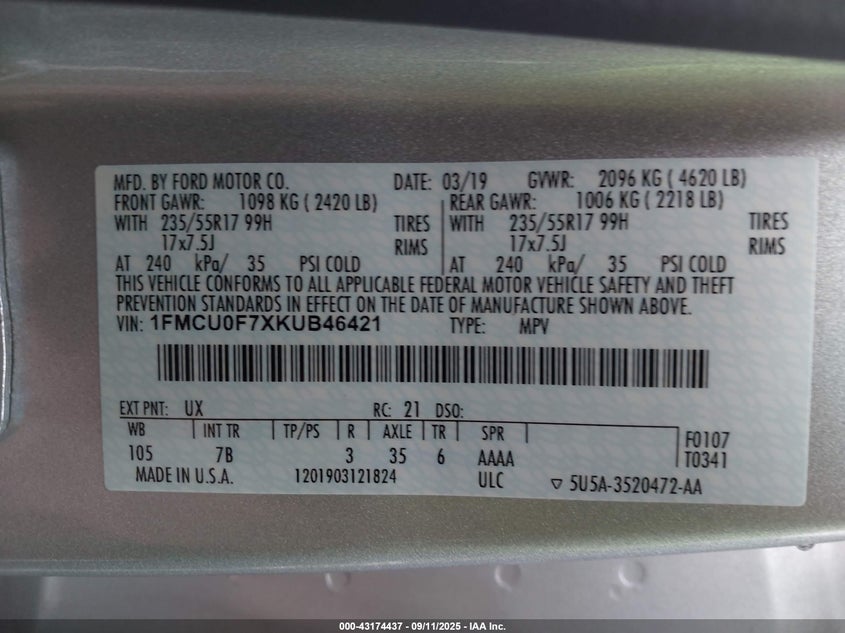 MFD. BY FORD MOTOR CO. DATE: 03/19 GVWR: 2096 KG ( 4620 LB)
FRONT GAWR: 1098 KG ( 2420 LB) REAR GAWR: 1006 KG ( 2218 LB)
WITH 235/55R17 99H TIRES WITH 235/55R17 99H TIRES
17x7.5J RIMS 17x7.5J RIMS
AT 240 kPa/ 35 PSI COLD AT 240 kPa/ 35 PSI COLD
THIS VEHICLE CONFORMS TO ALL APPLICABLE FEDERAL MOTOR VEHICLE SAFETY AND THEFT
PREVENTION STANDARDS IN EFFECT ON THE DATE OF MANUFACTURE SHOWN ABOVE.
VIN: 1FMCU0F7XKUB46421 TYPE: MPV
EXT PNT: UX RC: 21 DSO:
WB INT TR TP/PS R AXLE TR SPR F0107
105 7B 3 35 6 AAAA T0341
MADE IN U.S.A. 1201903121824 ULC ▽ 5U5A-3520472-AA
000-43174437 - 09/11/2025 - IAA Inc.